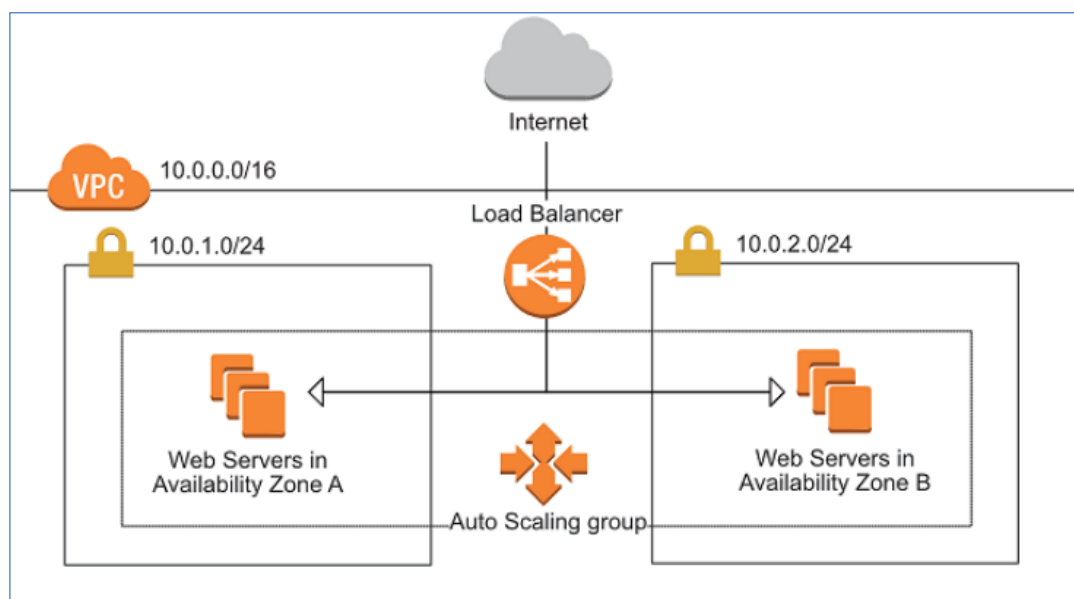 Internet
VPC
10.0.0.0/16
Load Balancer
10.0.1.0/24
10.0.2.0/24
Web Servers in
Availability Zone A
Web Servers in
Availability Zone B
Auto Scaling group